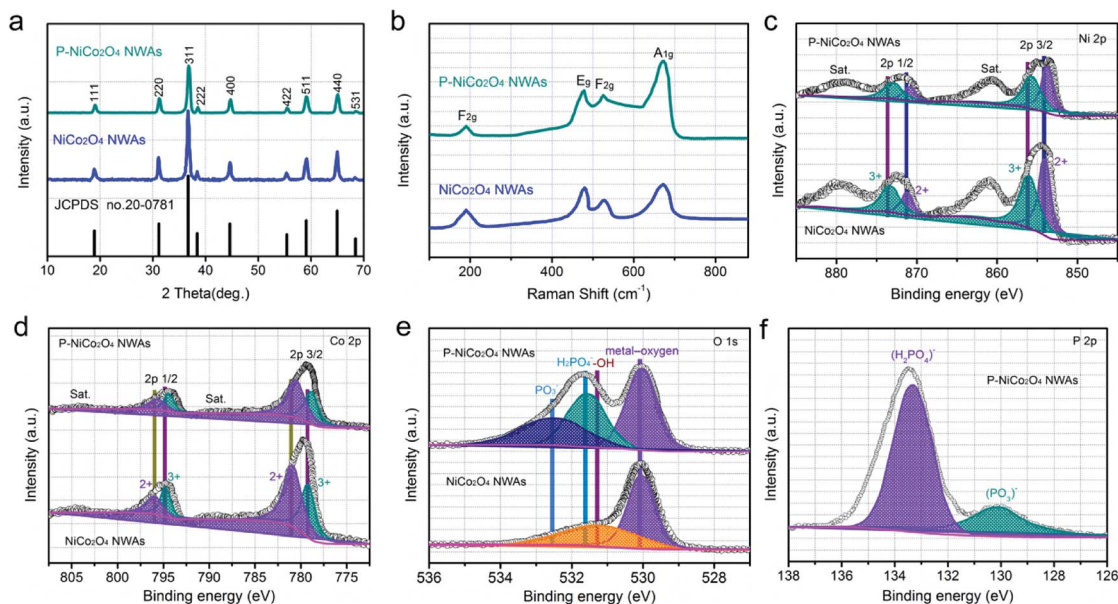 a
P-NiCo2O4 NWAs
111
220
311
222
400
422
511
440
531
NiCo2O4 NWAs
JCPDS no.20-0781
Intensity (a.u.)
10 20 30 40 50 60 70
2 Theta(deg.)
b
P-NiCo2O4 NWAs
F2g
Eg
F2g
A1g
NiCo2O4 NWAs
Intensity (a.u.)
200 400 600 800
Raman Shift (cm-1)
c
Ni 2p
P-NiCo2O4 NWAs
2p 3/2
2p 1/2
Sat.
Sat.
3+
2+
3+
2+
NiCo2O4 NWAs
Intensity (a.u.)
880 870 860 850
Binding energy (eV)
d
Co 2p
P-NiCo2O4 NWAs
2p 3/2
2p 1/2
Sat.
Sat.
2+
3+
2+
3+
NiCo2O4 NWAs
Intensity (a.u.)
805 800 795 790 785 780 775
Binding energy (eV)
e
O 1s
P-NiCo2O4 NWAs
metal–oxygen
H2PO4-
-OH
PO3-
NiCo2O4 NWAs
Intensity (a.u.)
536 534 532 530 528
Binding energy (eV)
f
P 2p
(H2PO4)-
P-NiCo2O4 NWAs
(PO3)-
Intensity (a.u.)
138 136 134 132 130 128 126
Binding energy (eV)